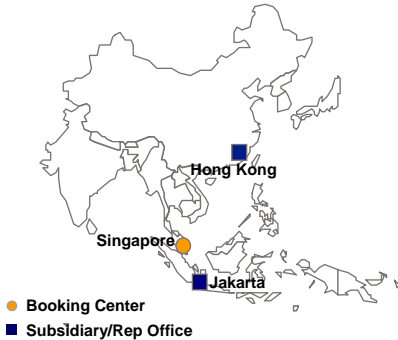 Hong Kong
Singapore
Jakarta
Booking Center
Subsidiary/Rep Office